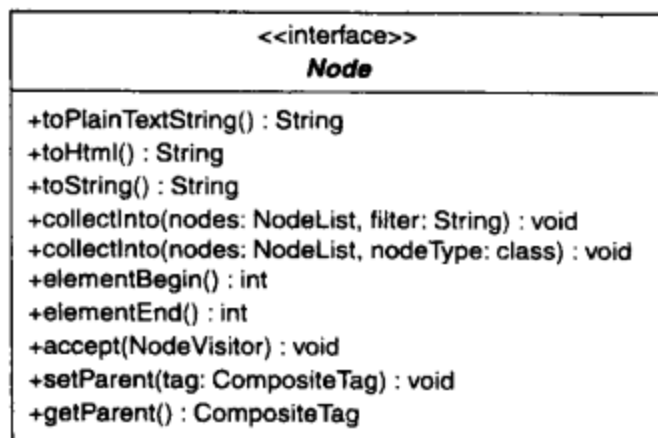 <<interface>>
Node
+toPlainTextString() : String
+toHtml() : String
+toString() : String
+collectInto(nodes: NodeList, filter: String) : void
+collectInto(nodes: NodeList, nodeType: class) : void
+elementBegin() : int
+elementEnd() : int
+accept(NodeVisitor) : void
+setParent(tag: CompositeTag) : void
+getParent() : CompositeTag